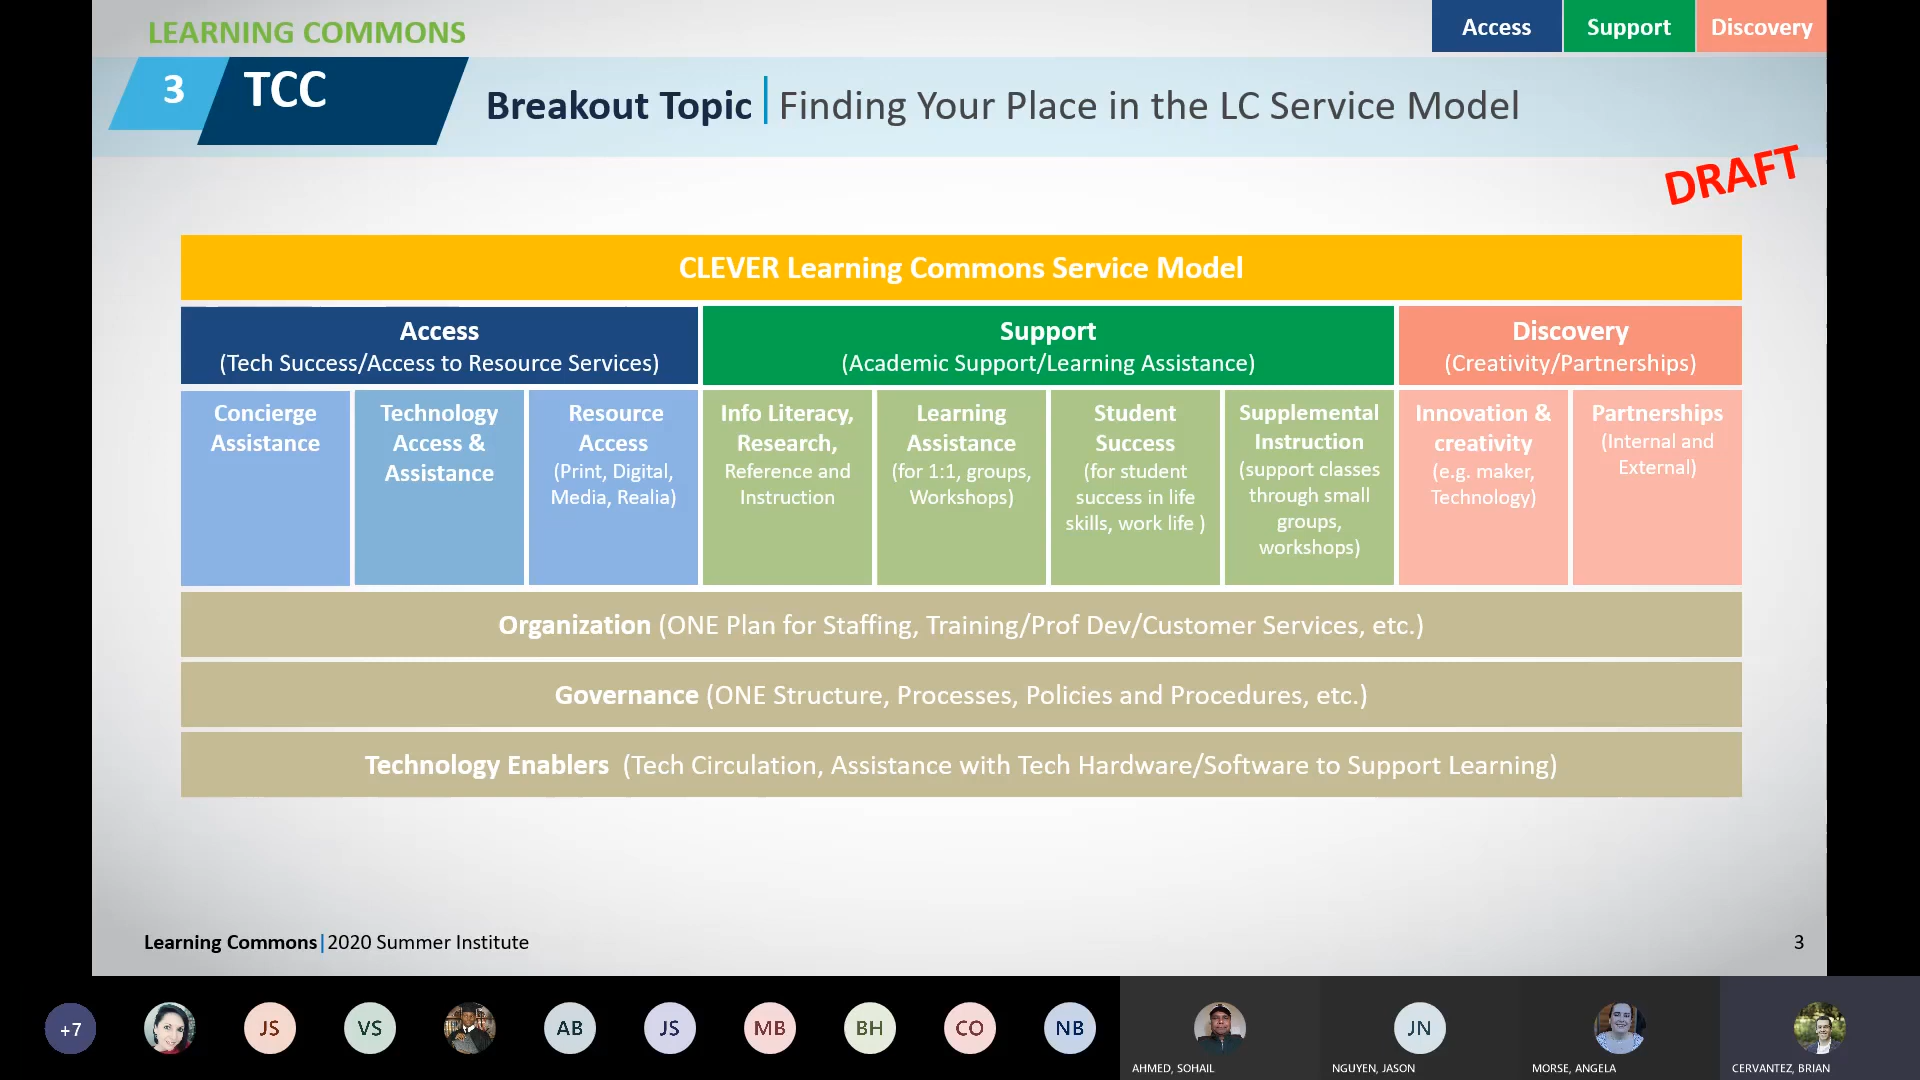 LEARNING COMMONS
Access
Support
Discovery
3
TCC
Breakout Topic
Finding Your Place in the LC Service Model
DRAFT
CLEVER Learning Commons Service Model
Access
(Tech Success/Access to Resource Services)
Support
(Academic Support/Learning Assistance)
Discovery
(Creativity/Partnerships)
Concierge
Assistance
Technology
Access &
Assistance
Resource
Access
(Print, Digital,
Media, Realia)
Info Literacy,
Research,
Reference and
Instruction
Learning
Assistance
(for 1:1, groups,
Workshops)
Student
Success
(for student
success in life
skills, work life )
Supplemental
Instruction
(support classes
through small
groups,
workshops)
Innovation &
creativity
(e.g. maker,
Technology)
Partnerships
(Internal and
External)
Organization (ONE Plan for Staffing, Training/Prof Dev/Customer Services, etc.)
Governance (ONE Structure, Processes, Policies and Procedures, etc.)
Technology Enablers (Tech Circulation, Assistance with Tech Hardware/Software to Support Learning)
Learning Commons
2020 Summer Institute
3
+7
JS
VS
AB
JS
MB
BH
CO
NB
JN
AHMED, SOHAIL
NGUYEN, JASON
MORSE, ANGELA
CERVANTEZ, BRIAN